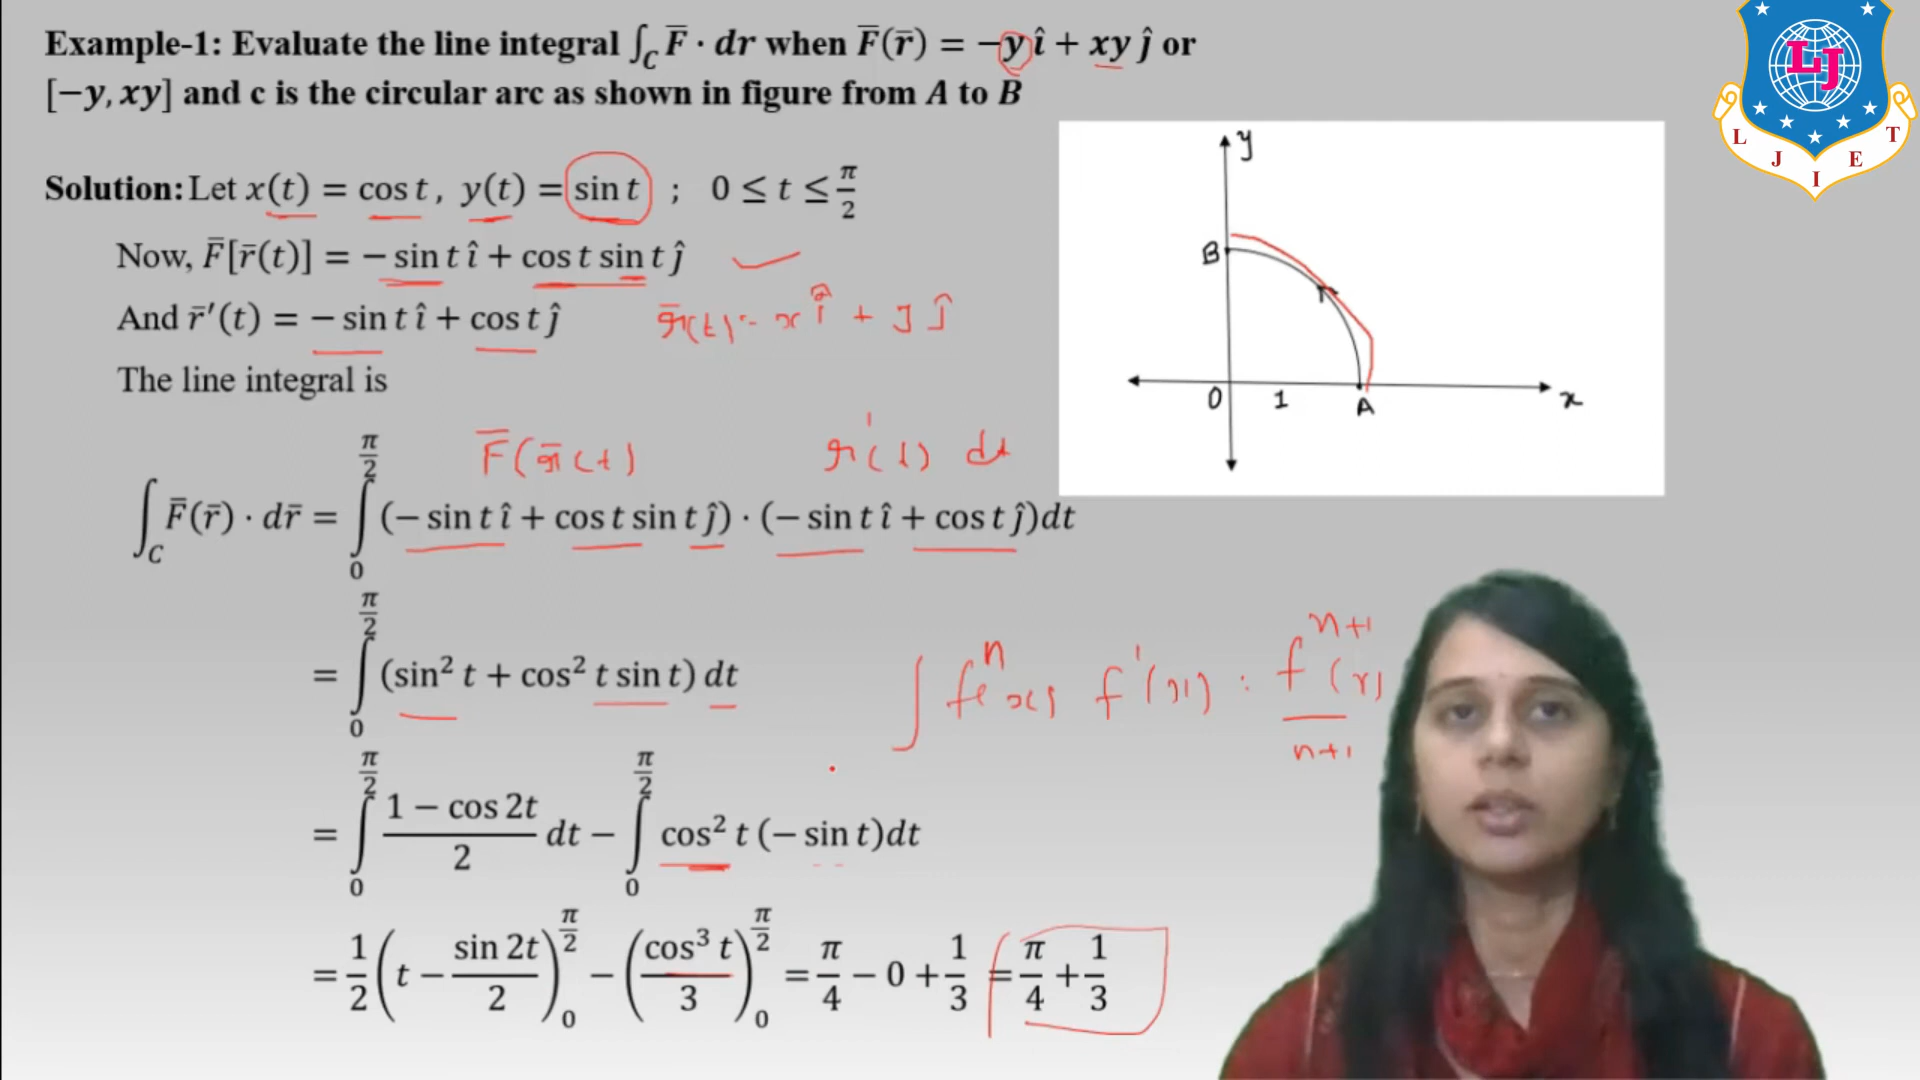 Example-1: Evaluate the line integral ∫_C F̅ · dr when F̅(r̅) = −y î + xy ĵ or
[−y, xy] and c is the circular arc as shown in figure from A to B
Solution: Let x(t) = cos t , y(t) = sin t ; 0 ≤ t ≤ π/2
Now, F̅[r̅(t)] = − sin t î + cos t sin t ĵ
And r̅′(t) = − sin t î + cos t ĵ
r̅(t) = x î + y ĵ
The line integral is
F̅(r̅(t) r′(t) dt
∫_C F̅(r̅) · dr̅ = ∫_0^{π/2} (− sin t î + cos t sin t ĵ) · (− sin t î + cos t ĵ)dt
= ∫_0^{π/2} (sin² t + cos² t sin t) dt
∫ fⁿ(x) f′(x) = f^{n+1}(x) / n+1
= ∫_0^{π/2} (1 − cos 2t)/2 dt − ∫_0^{π/2} cos² t (− sin t)dt
= 1/2 (t − sin 2t/2)_0^{π/2} − (cos³ t/3)_0^{π/2} = π/4 − 0 + 1/3 = π/4 + 1/3
y
B
0 1 A x
LJ
L J I E T